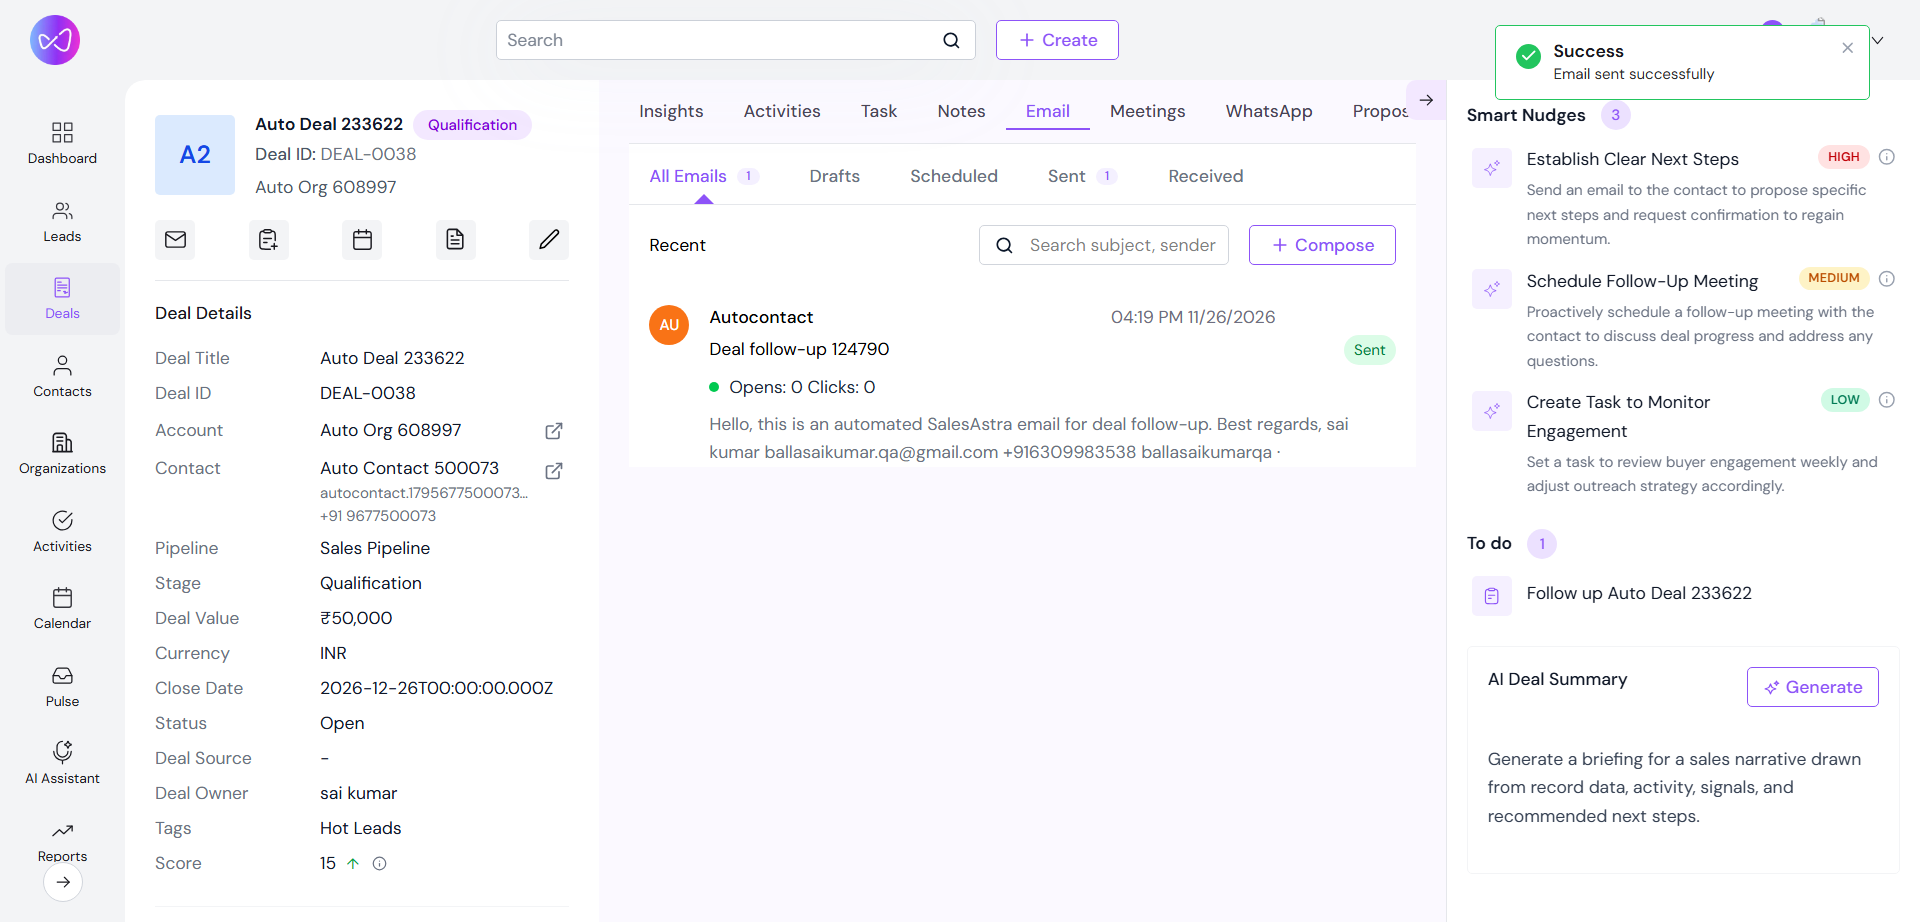 Search
Create
Success
Email sent successfully
Dashboard
Leads
Deals
Contacts
Organizations
Activities
Calendar
Pulse
AI Assistant
Reports
A2
Auto Deal 233622
Qualification
Deal ID: DEAL-0038
Auto Org 608997
Deal Details
Deal Title Auto Deal 233622
Deal ID DEAL-0038
Account Auto Org 608997
Contact Auto Contact 500073
autocontact.1795677500073...
+91 9677500073
Pipeline Sales Pipeline
Stage Qualification
Deal Value ₹50,000
Currency INR
Close Date 2026-12-26T00:00:00.000Z
Status Open
Deal Source -
Deal Owner sai kumar
Tags Hot Leads
Score 15
Insights Activities Task Notes Email Meetings WhatsApp Propos
All Emails 1 Drafts Scheduled Sent 1 Received
Recent
Search subject, sender
Compose
AU
Autocontact 04:19 PM 11/26/2026
Deal follow-up 124790
Sent
Opens: 0 Clicks: 0
Hello, this is an automated SalesAstra email for deal follow-up. Best regards, sai
kumar ballasaikumar.qa@gmail.com +916309983538 ballasaikumarqa ·
Smart Nudges 3
Establish Clear Next Steps HIGH
Send an email to the contact to propose specific
next steps and request confirmation to regain
momentum.
Schedule Follow-Up Meeting MEDIUM
Proactively schedule a follow-up meeting with the
contact to discuss deal progress and address any
questions.
Create Task to Monitor LOW
Engagement
Set a task to review buyer engagement weekly and
adjust outreach strategy accordingly.
To do 1
Follow up Auto Deal 233622
AI Deal Summary
Generate
Generate a briefing for a sales narrative drawn
from record data, activity, signals, and
recommended next steps.